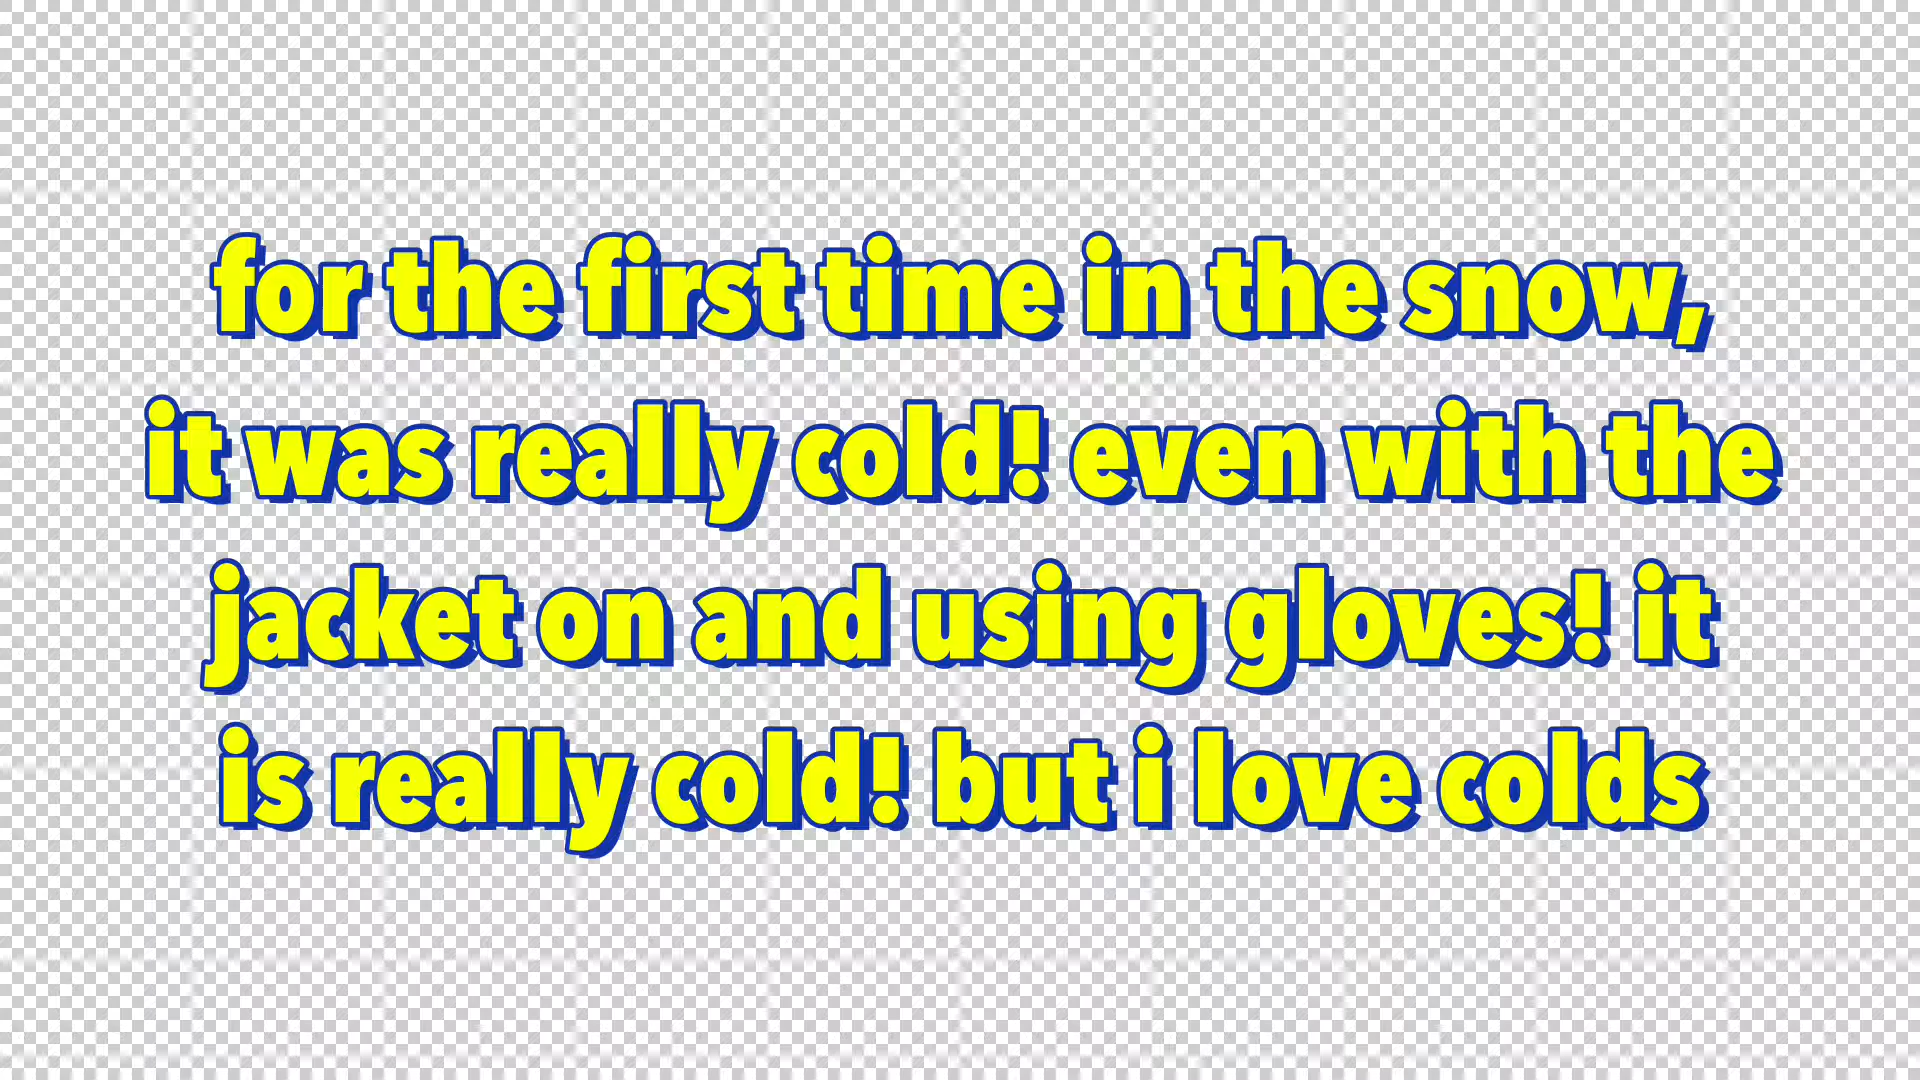 for the first time in the snow,
it was really cold! even with the
jacket on and using gloves! it
is really cold! but i love colds